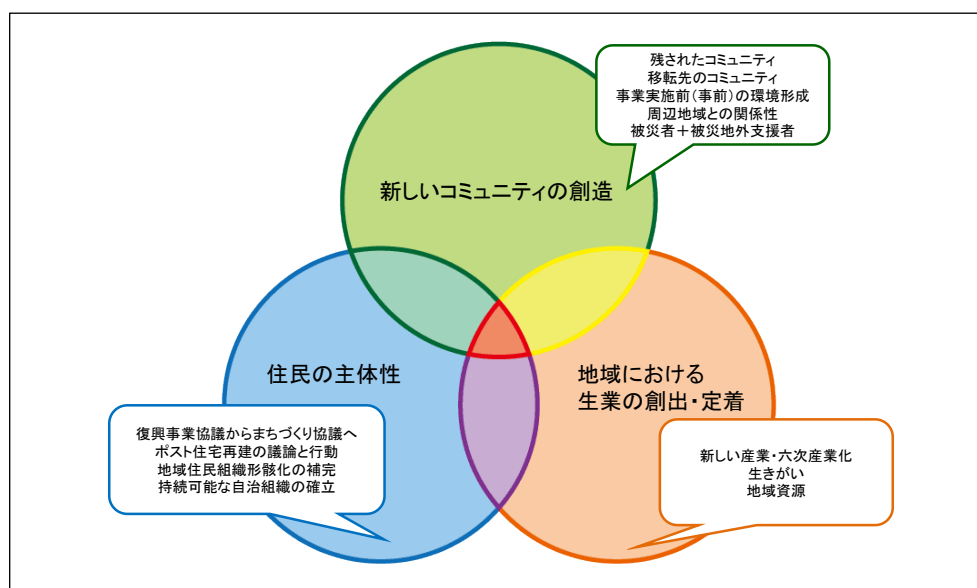 残されたコミュニティ
移転先のコミュニティ
事業実施前(事前)の環境形成
周辺地域との関係性
被災者＋被災地外支援者
新しいコミュニティの創造
住民の主体性
地域における
生業の創出・定着
復興事業協議からまちづくり協議へ
ポスト住宅再建の議論と行動
地域住民組織形骸化の補完
持続可能な自治組織の確立
新しい産業・六次産業化
生きがい
地域資源